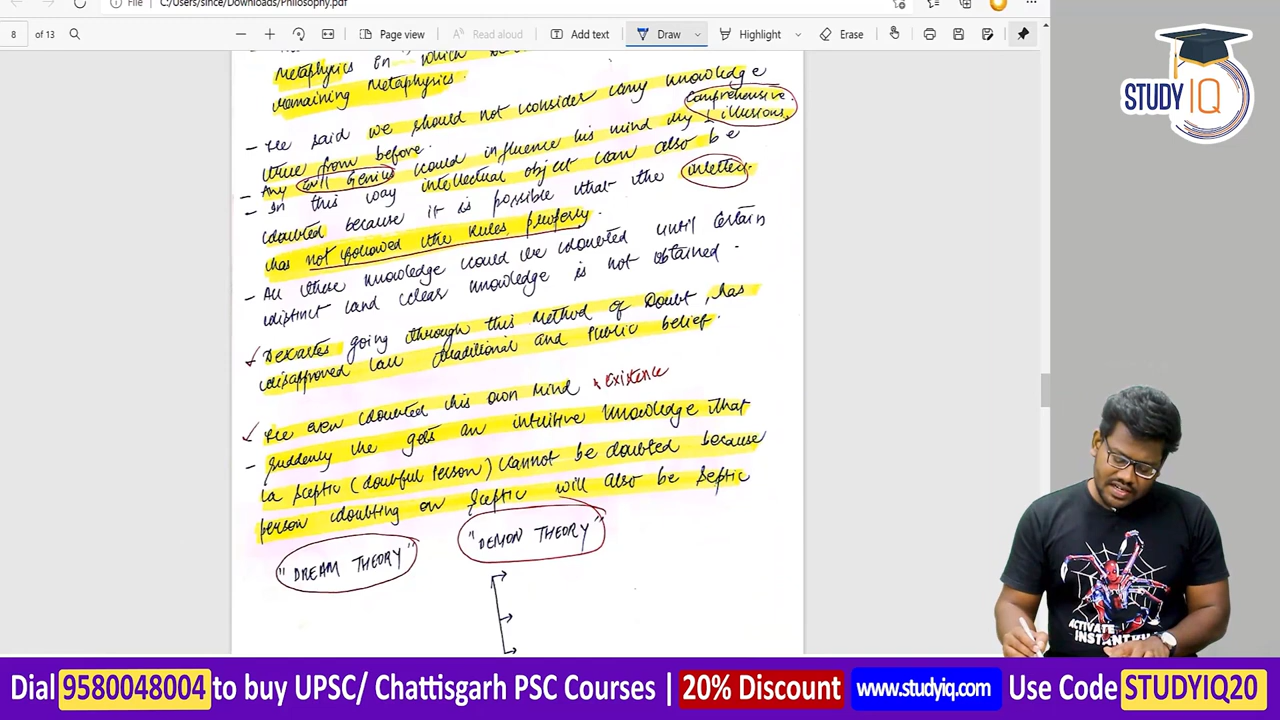 File
C:/Users/since/Downloads/Philosophy.pdf
8 of 13
Page view
Read aloud
Add text
Draw
Highlight
Erase
STUDY IQ
Metaphysics in which
remaining Metaphysics.
- He said we should not consider any knowledge
true from before.
comprehensive
illusions.
- Any evil Genius could influence his mind my
- In this way intellectual object can also be
doubted because it is possible that the intellect
has not followed the rules properly.
- All these knowledge could be doubted until certain
distinct and clear knowledge is not obtained.
Descartes going through this Method of Doubt, has
disapproved all traditional and Public belief.
He even doubted his own Mind
existence
- Suddenly he gets an intuitive knowledge that
a Sceptic (doubtful Person) cannot be doubted because
person doubting on Sceptic will also be Septic
"DREAM THEORY"
"DEMON THEORY"
ACTIVATE
INSTANT
Dial 9580048004 to buy UPSC/ Chattisgarh PSC Courses | 20% Discount www.studyiq.com Use Code STUDYIQ20